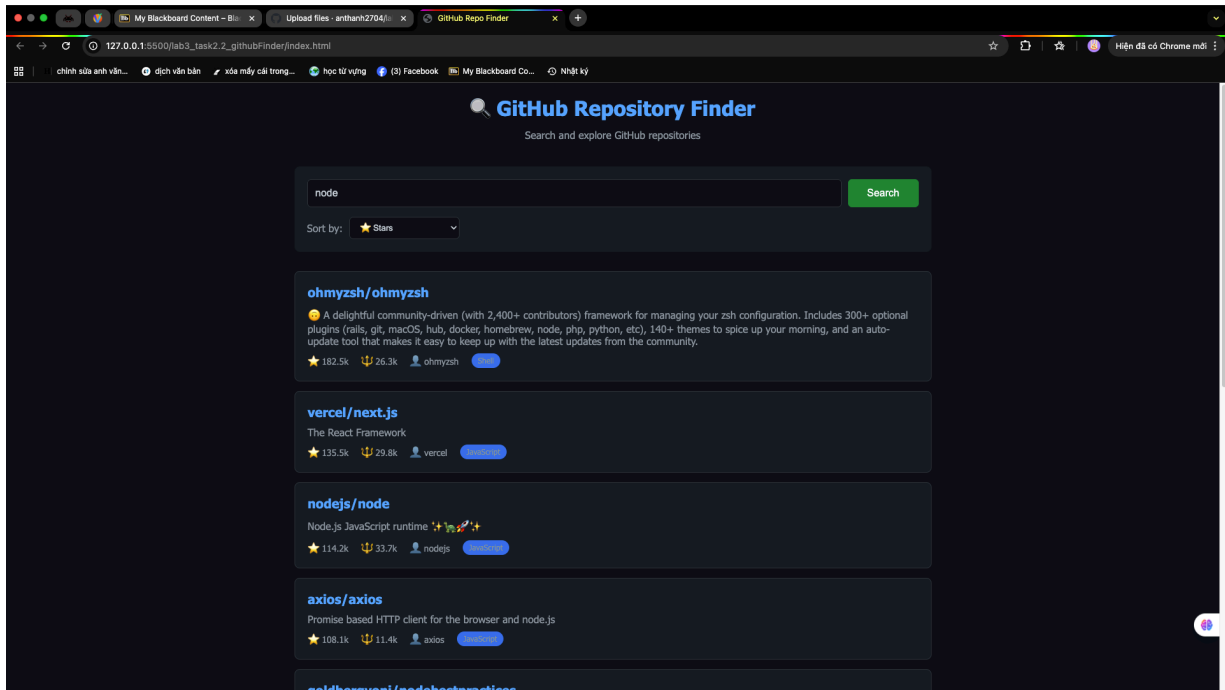 My Blackboard Content – Bla
Upload files · anthanh2704/la
GitHub Repo Finder
127.0.0.1:5500/lab3_task2.2_githubFinder/index.html
Hiện đã có Chrome mới
chỉnh sửa anh văn...
dịch văn bản
xóa mấy cái trong...
học từ vựng
(3) Facebook
My Blackboard Co...
Nhật ký
GitHub Repository Finder
Search and explore GitHub repositories
node
Search
Sort by:
Stars
ohmyzsh/ohmyzsh
A delightful community-driven (with 2,400+ contributors) framework for managing your zsh configuration. Includes 300+ optional
plugins (rails, git, macOS, hub, docker, homebrew, node, php, python, etc), 140+ themes to spice up your morning, and an auto-
update tool that makes it easy to keep up with the latest updates from the community.
182.5k 26.3k ohmyzsh Shell
vercel/next.js
The React Framework
135.5k 29.8k vercel JavaScript
nodejs/node
Node.js JavaScript runtime ✨🐢🚀✨
114.2k 33.7k nodejs JavaScript
axios/axios
Promise based HTTP client for the browser and node.js
108.1k 11.4k axios JavaScript
goldbergyoni/nodebestpractices